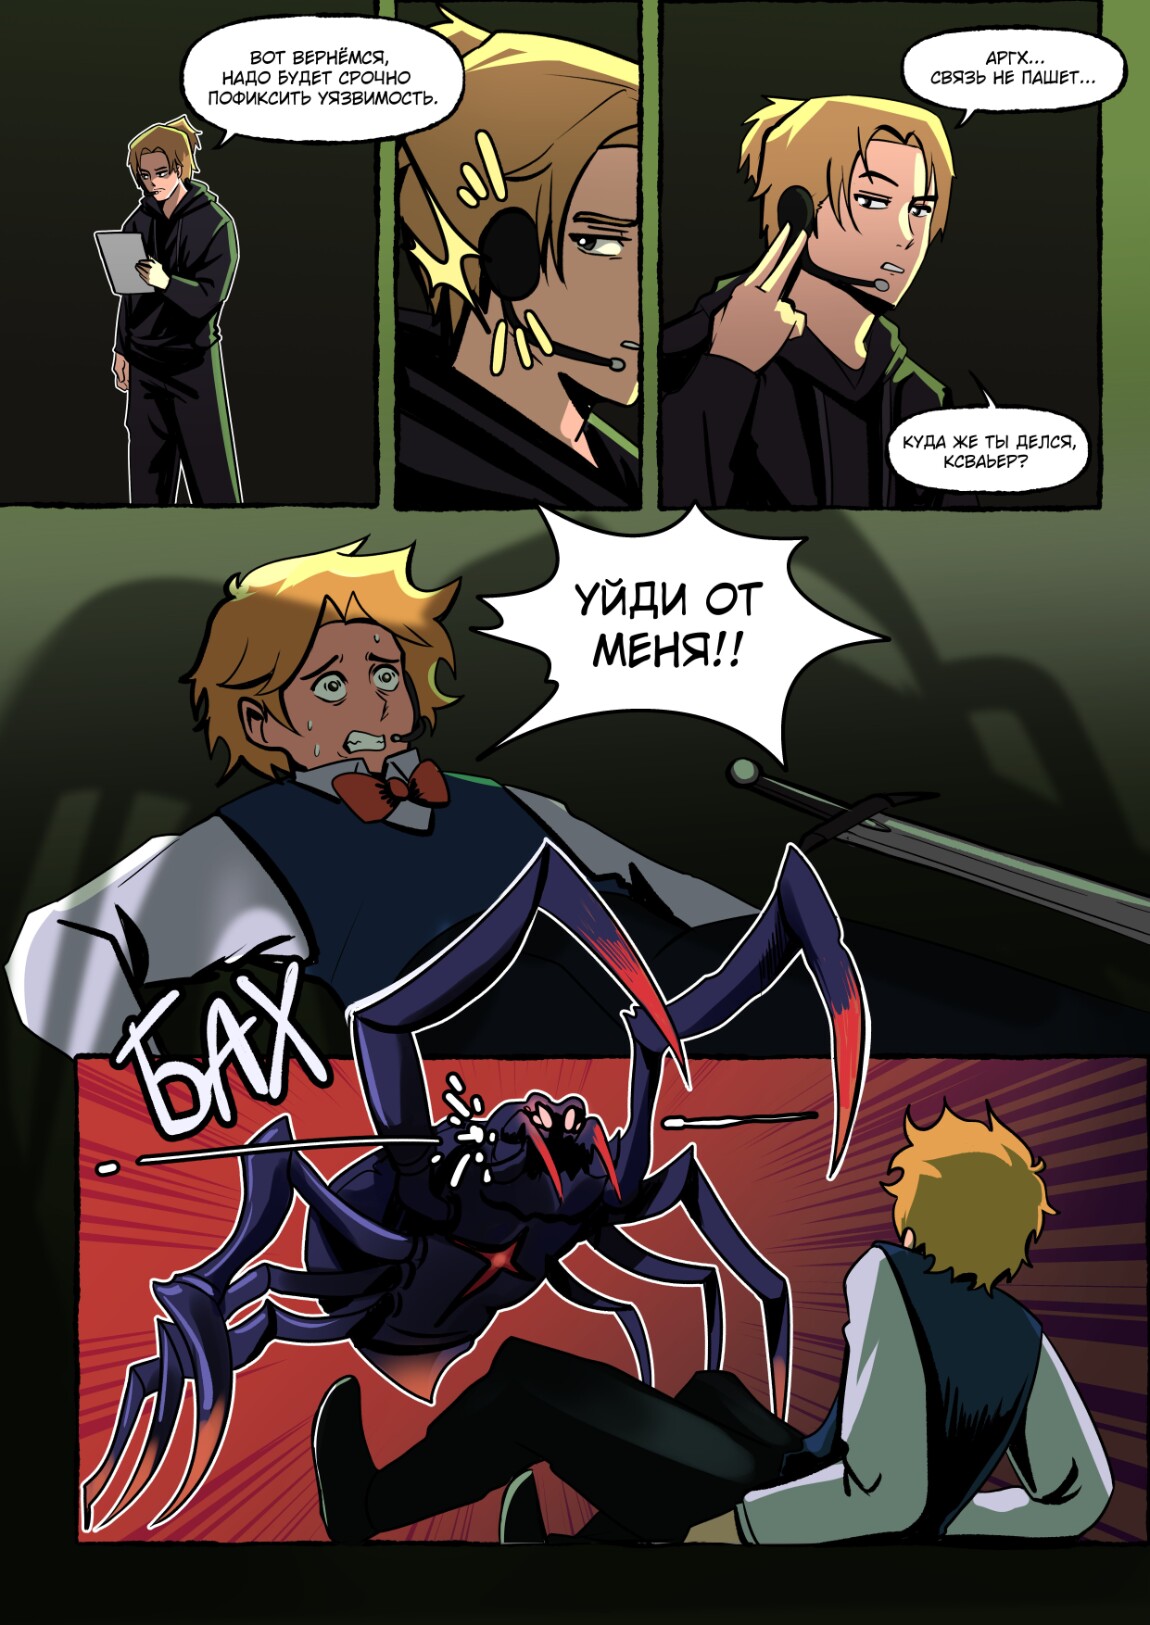 ВОТ ВЕРНЁМСЯ,
НАДО БУДЕТ СРОЧНО
ПОФИКСИТЬ УЯЗВИМОСТЬ.
АРГХ...
СВЯЗЬ НЕ ПАШЕТ...
КУДА ЖЕ ТЫ ДЕЛСЯ,
КСВАЬЕР?
УЙДИ ОТ
МЕНЯ!!
БАХ